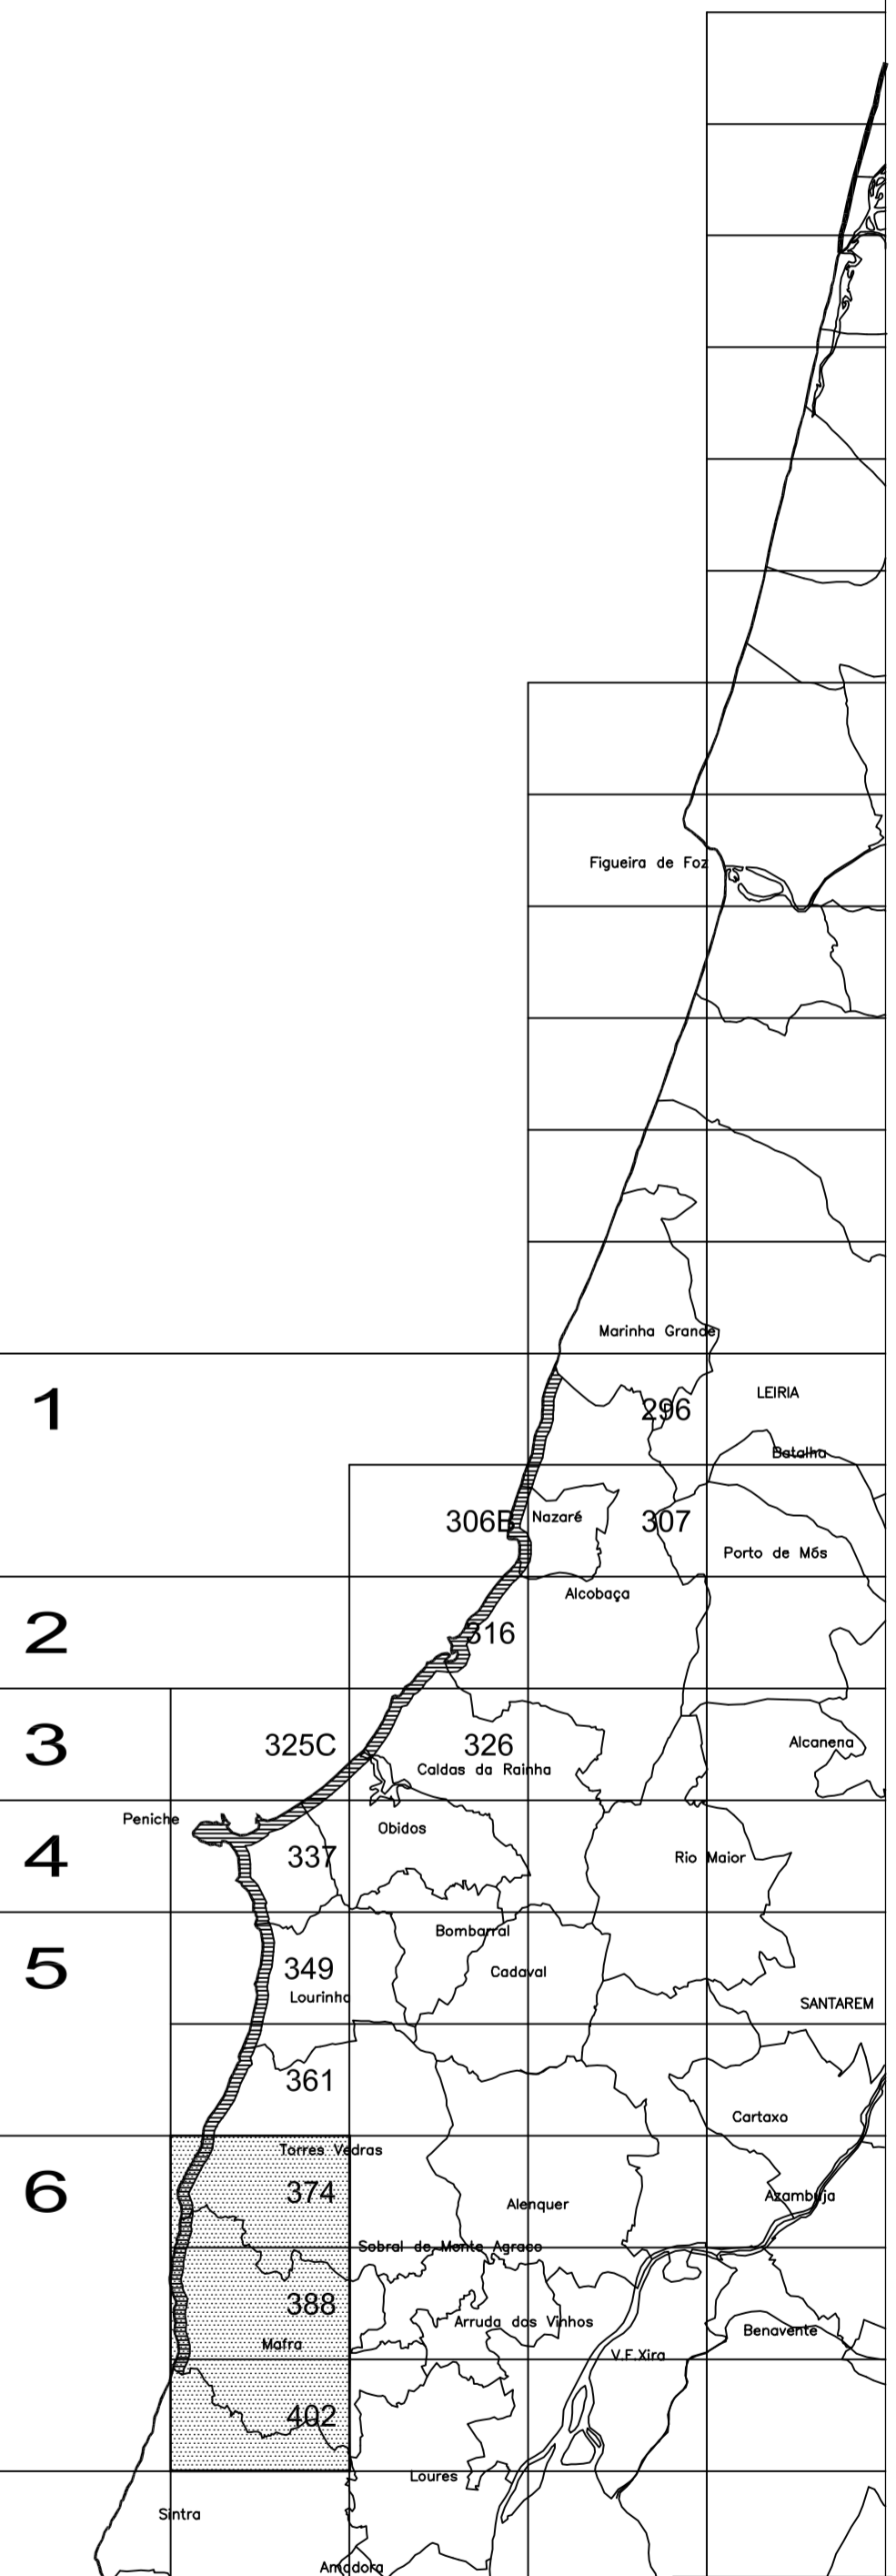 Figueira de Foz
Marinha Grande
1
LEIRIA
296
Batalha
306B
Nazaré
307
Porto de Mós
Alcobaça
2
316
3
325C
326
Alcanena
Caldas da Rainha
Peniche
Obidos
4
337
Rio Maior
Bombarral
5
349
Cadaval
Lourinha
SANTAREM
361
Cartaxo
Torres Vedras
6
374
Azambuja
Alenquer
Sobral de Monte Agraco
388
Arruda dos Vinhos
Benavente
Mafra
V.F.Xira
402
Loures
Sintra
Amadora